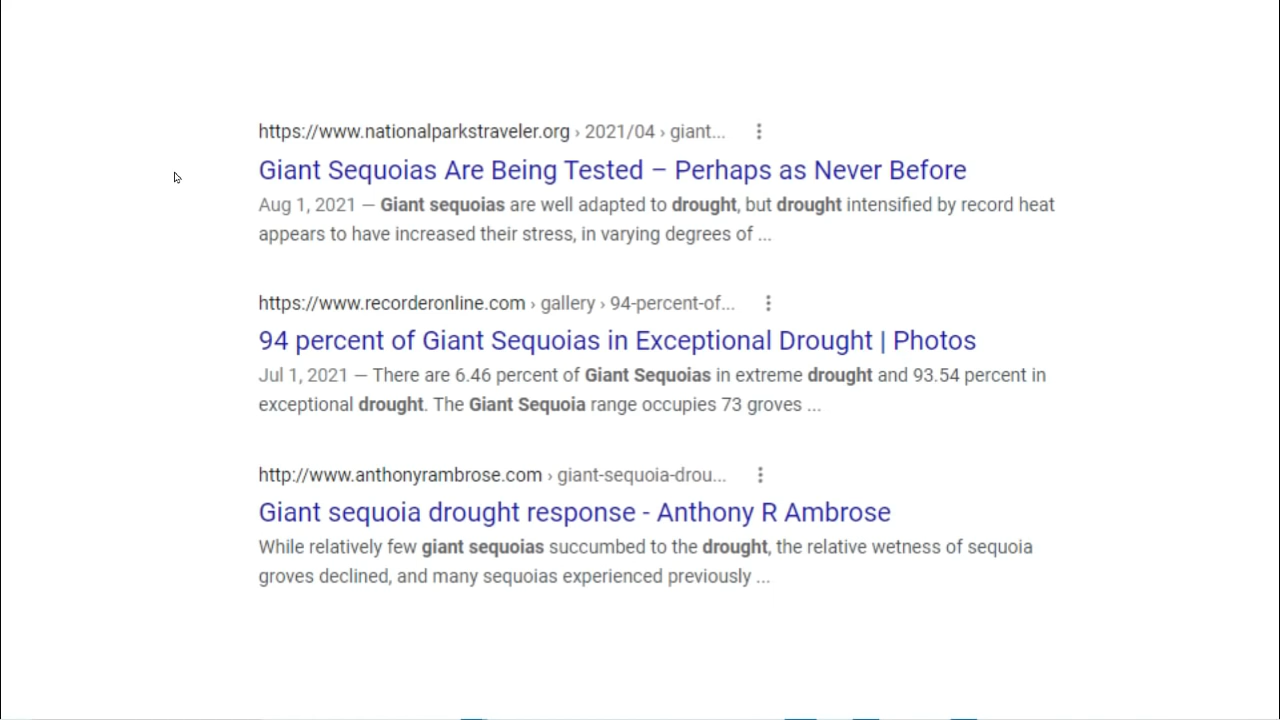 https://www.nationalparkstraveler.org › 2021/04 › giant...
Giant Sequoias Are Being Tested – Perhaps as Never Before
Aug 1, 2021 — Giant sequoias are well adapted to drought, but drought intensified by record heat
appears to have increased their stress, in varying degrees of ...
https://www.recorderonline.com › gallery › 94-percent-of...
94 percent of Giant Sequoias in Exceptional Drought | Photos
Jul 1, 2021 — There are 6.46 percent of Giant Sequoias in extreme drought and 93.54 percent in
exceptional drought. The Giant Sequoia range occupies 73 groves ...
http://www.anthonyrambrose.com › giant-sequoia-drou...
Giant sequoia drought response - Anthony R Ambrose
While relatively few giant sequoias succumbed to the drought, the relative wetness of sequoia
groves declined, and many sequoias experienced previously ...